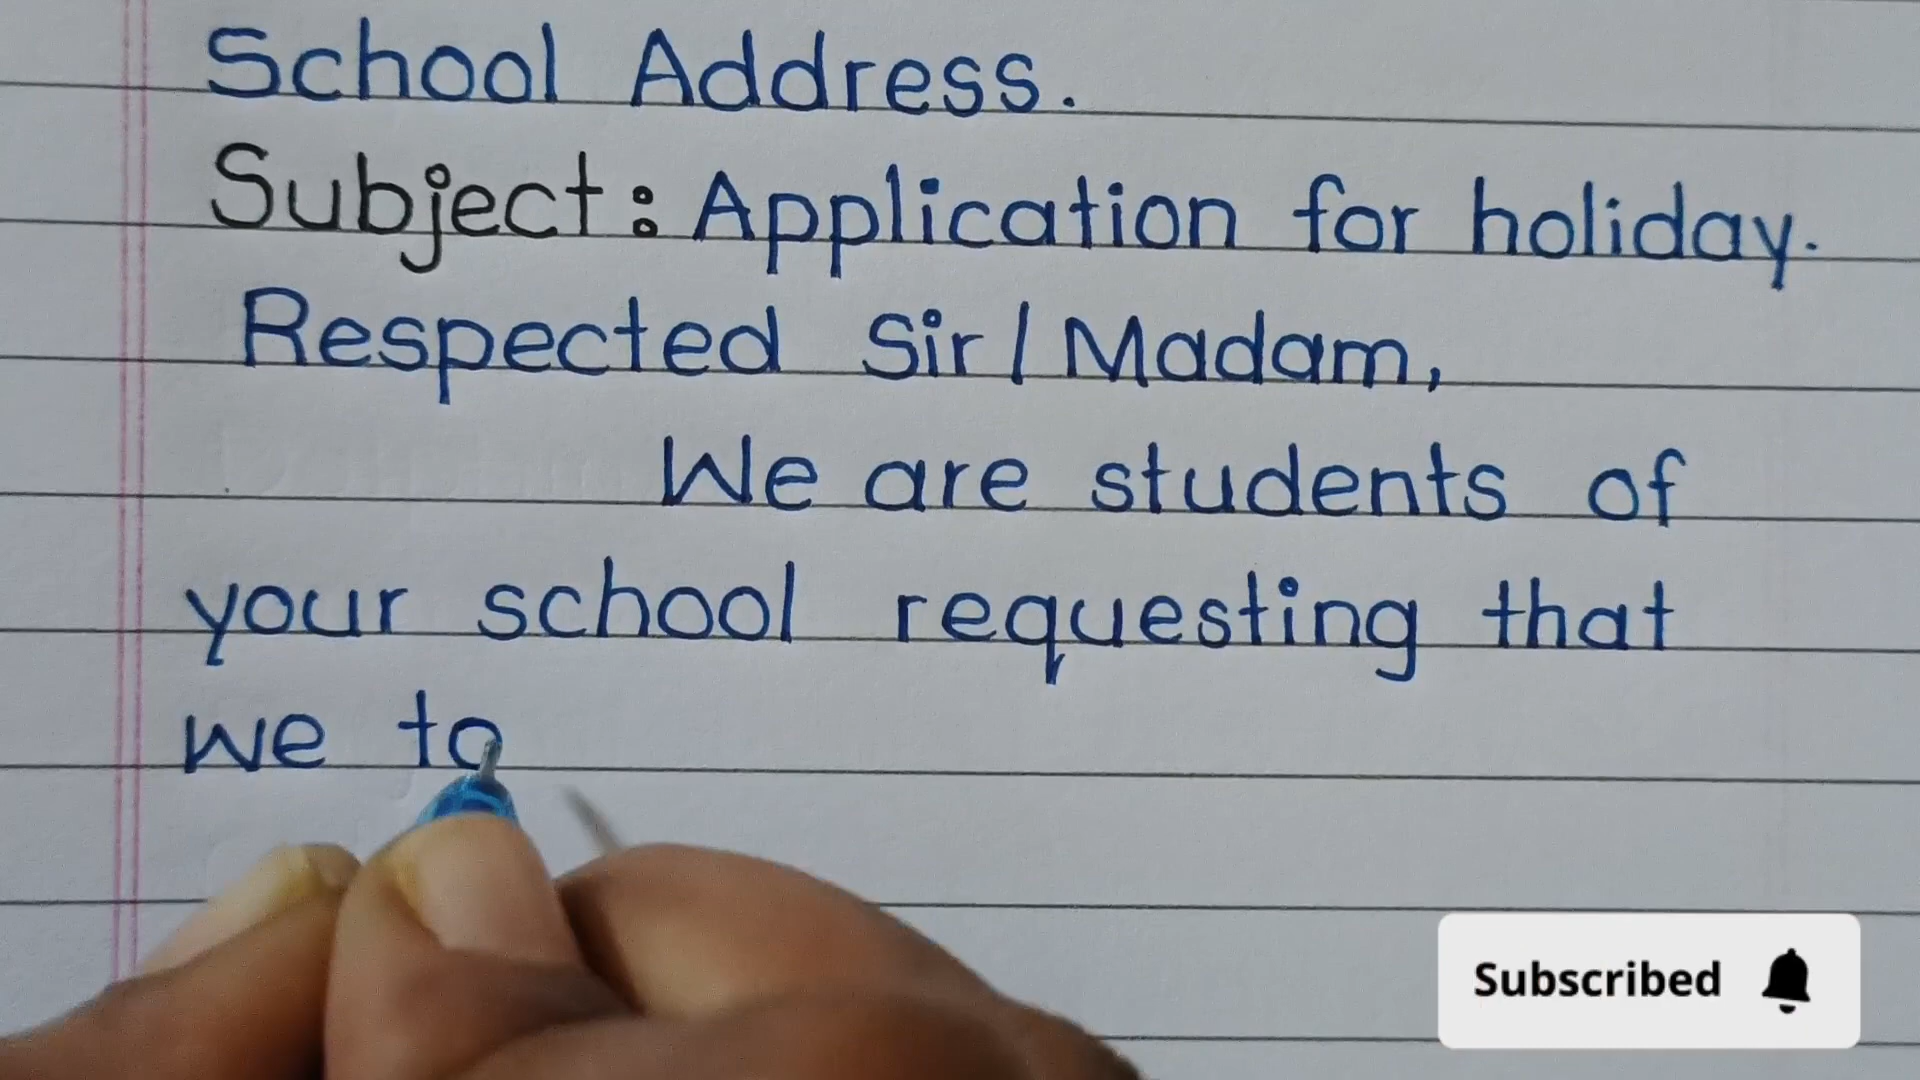 School Address.
Subject: Application for holiday.
Respected Sir/Madam,
We are students of
your school requesting that
we to
Subscribed